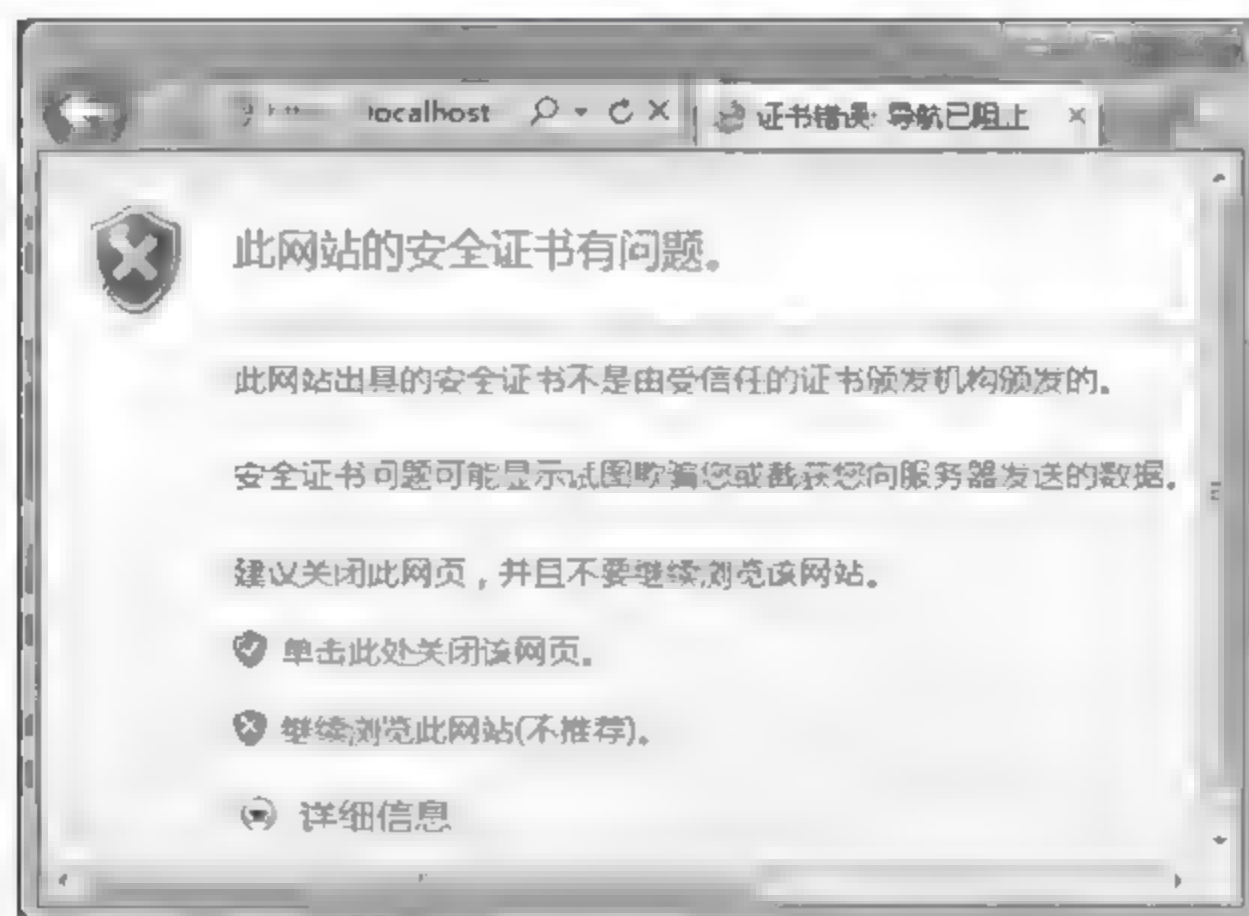 localhost
证书错误: 导航已阻止
此网站的安全证书有问题。
此网站出具的安全证书不是由受信任的证书颁发机构颁发的。
安全证书问题可能显示试图欺骗您或截获您向服务器发送的数据。
建议关闭此网页，并且不要继续浏览该网站。
单击此处关闭该网页。
继续浏览此网站(不推荐)。
详细信息